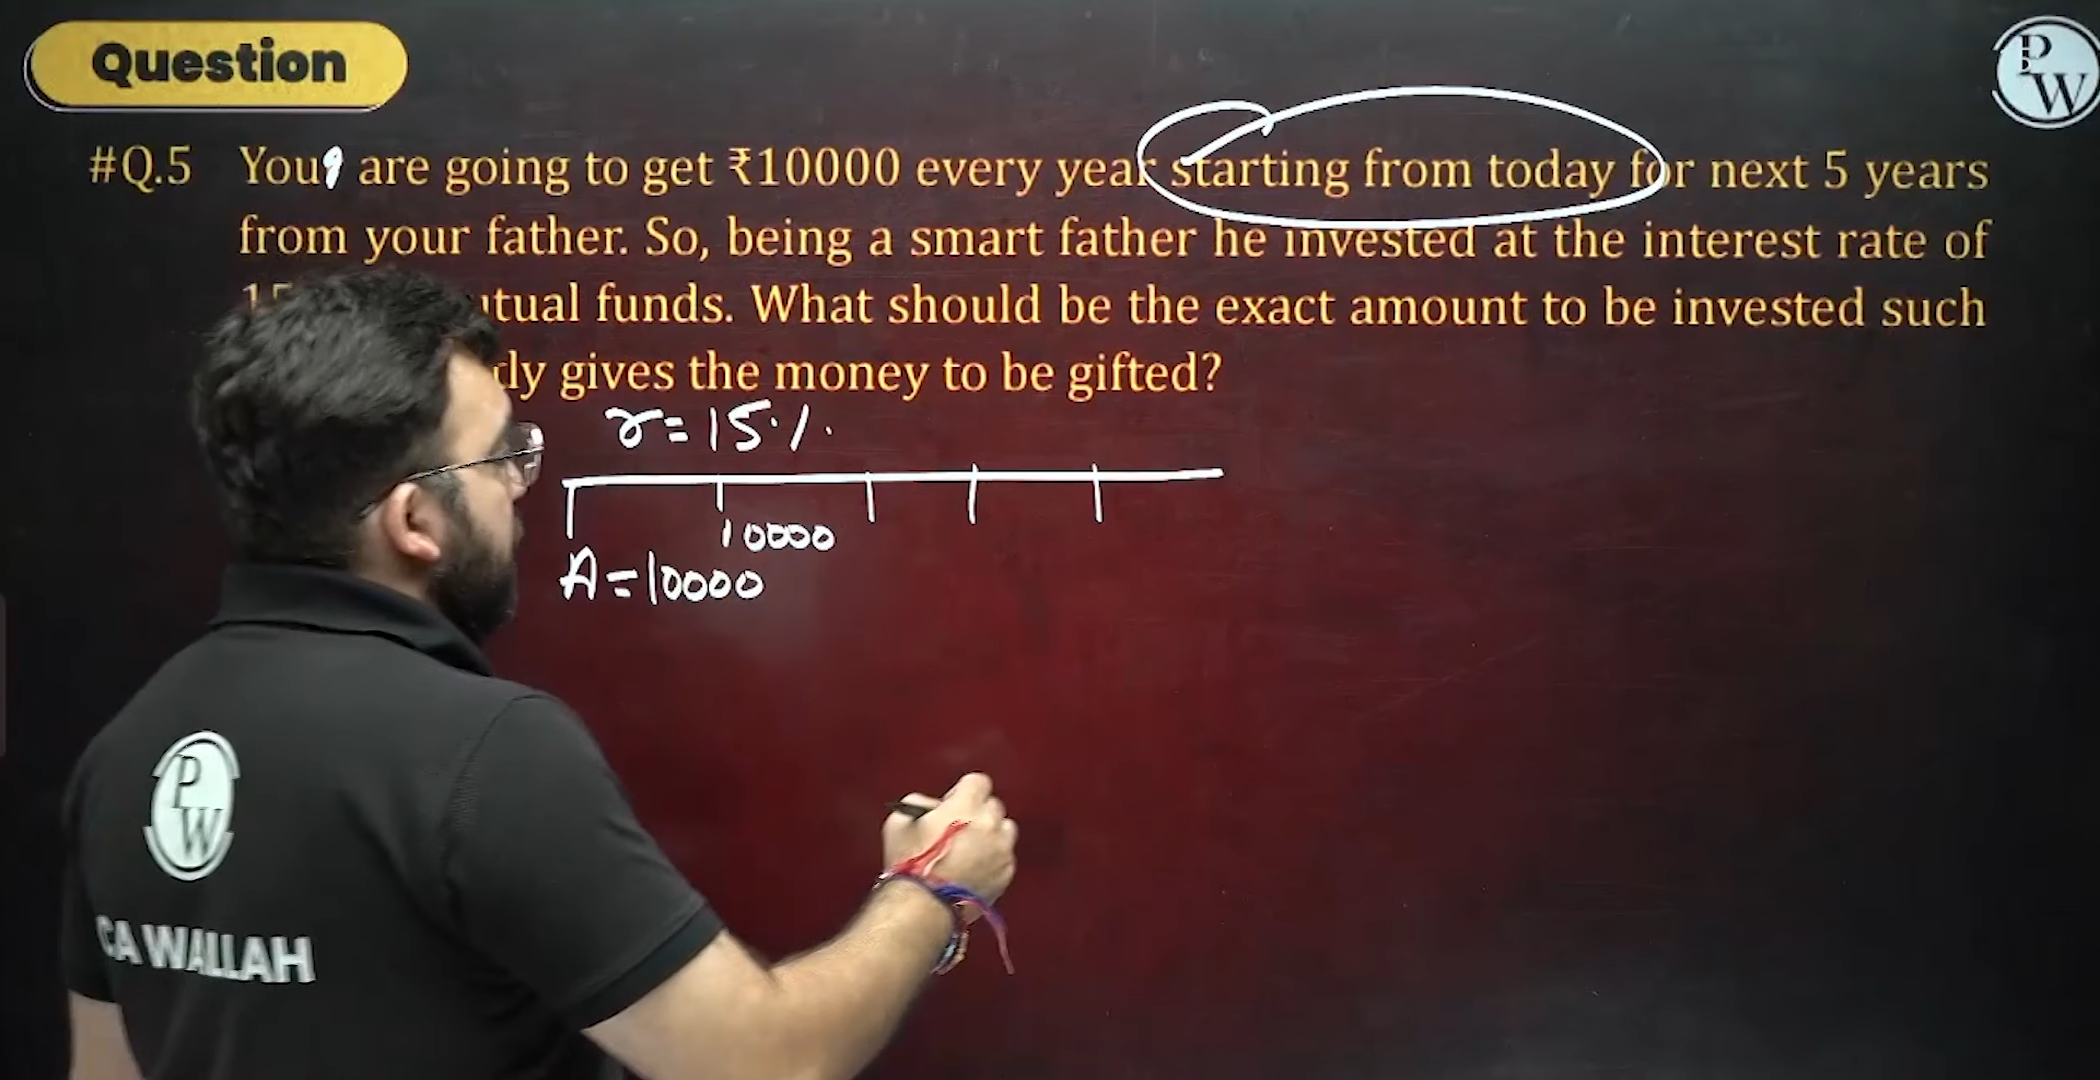 Question
PW
#Q.5 You are going to get ₹10000 every year starting from today for next 5 years
from your father. So, being a smart father he invested at the interest rate of
funds. What should be the exact amount to be invested such
gives the money to be gifted?
r=15%.
10000
A=10000
PW
CA WALLAH